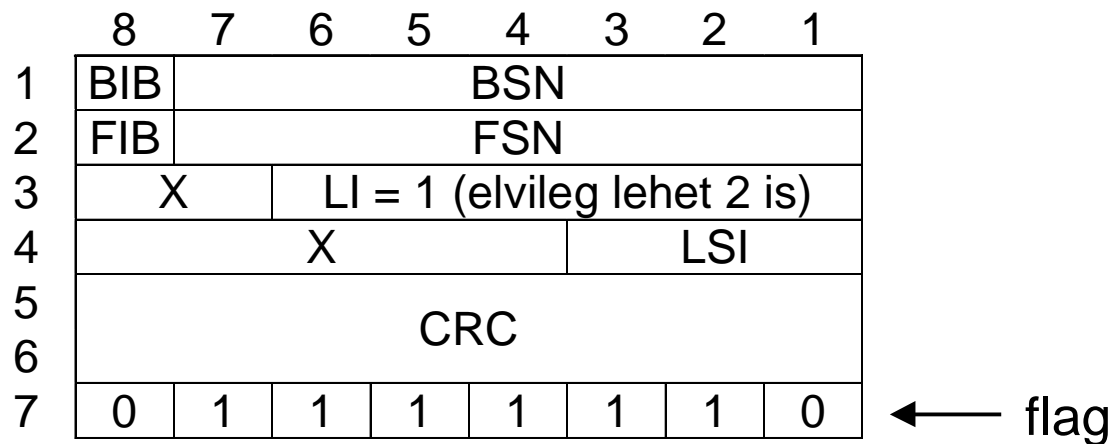 8 7 6 5 4 3 2 1
1 BIB BSN
2 FIB FSN
3 X LI = 1 (elvileg lehet 2 is)
4 X LSI
5
CRC
6
7 0 1 1 1 1 1 1 0 flag